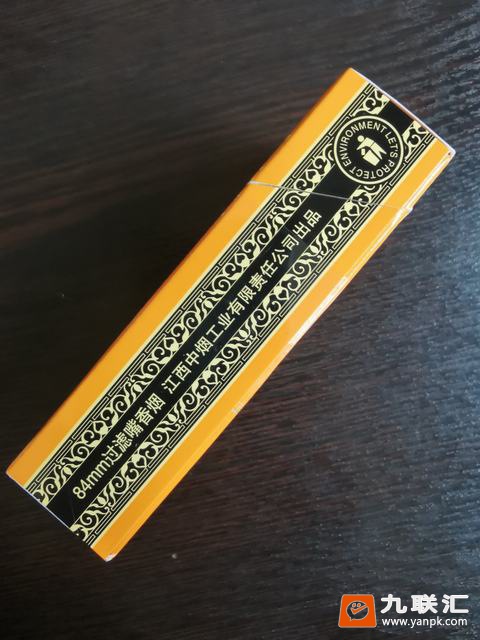 84mm过滤嘴香烟 江西中烟工业有限责任公司出品
ENVIRONMENT LET'S PROTECT
九联汇
www.yanpk.com